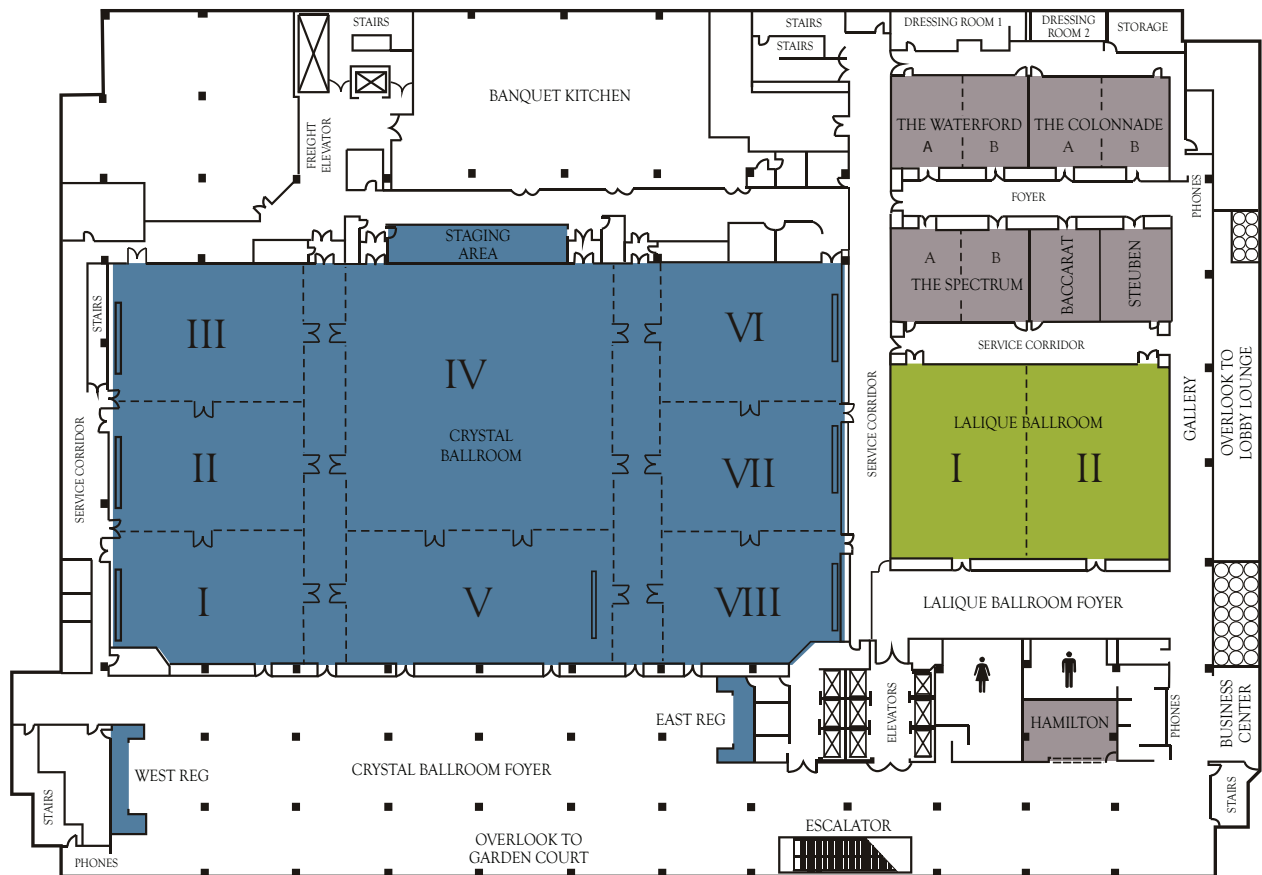 STAIRS
STAIRS
STAIRS
DRESSING ROOM 1
DRESSING
ROOM 2
STORAGE
BANQUET KITCHEN
FREIGHT
ELEVATOR
THE WATERFORD
A
B
THE COLONNADE
A
B
FOYER
PHONES
STAGING
AREA
A
B
THE SPECTRUM
BACCARAT
STEUBEN
STAIRS
III
IV
VI
SERVICE CORRIDOR
CRYSTAL
BALLROOM
II
VII
SERVICE CORRIDOR
SERVICE CORRIDOR
LALIQUE BALLROOM
I
II
GALLERY
OVERLOOK TO
LOBBY LOUNGE
I
V
VIII
LALIQUE BALLROOM FOYER
EAST REG
ELEVATORS
HAMILTON
PHONES
BUSINESS
CENTER
WEST REG
CRYSTAL BALLROOM FOYER
STAIRS
STAIRS
ESCALATOR
OVERLOOK TO
GARDEN COURT
PHONES